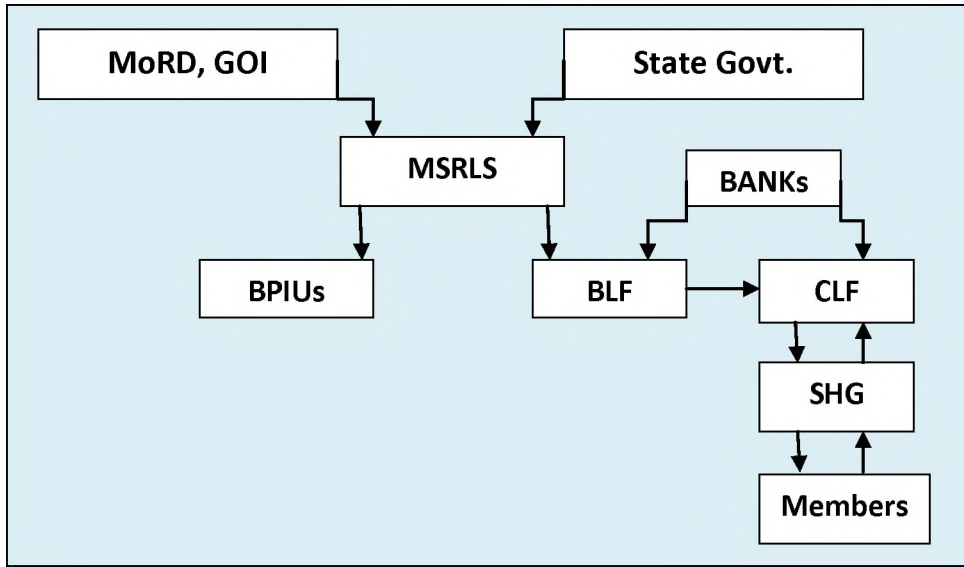 MoRD, GOI
State Govt.
MSRLS
BANKs
BPIUs
BLF
CLF
SHG
Members